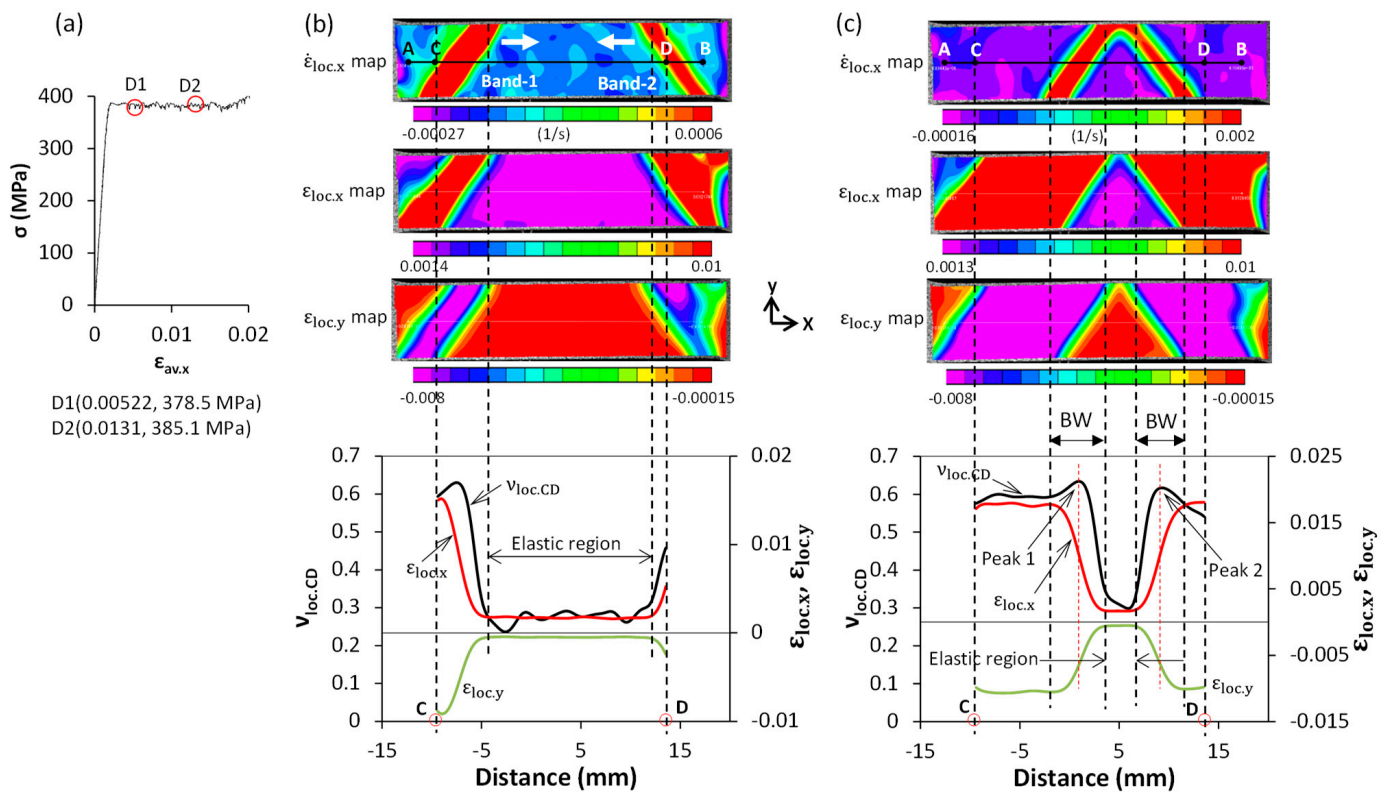 (a)
D1
D2
400
300
200
100
0
σ (MPa)
0
0.01
0.02
εav.x
D1(0.00522, 378.5 MPa)
D2(0.0131, 385.1 MPa)
(b)
ε̇loc.x map
A
C
D
B
Band-1
Band-2
-0.00027
(1/s)
0.0006
εloc.x map
0.0014
0.01
εloc.y map
-0.008
-0.00015
y
x
0.7
0.6
0.5
0.4
0.3
0.2
0.1
0
νloc.CD
νloc.CD
Elastic region
εloc.x
εloc.y
C
D
0.02
0.01
0
-0.01
εloc.x, εloc.y
-15
-5
5
15
Distance (mm)
(c)
ε̇loc.x map
A
C
D
B
-0.00016
(1/s)
0.002
εloc.x map
0.0013
0.01
εloc.y map
-0.008
-0.00015
BW
BW
0.7
0.6
0.5
0.4
0.3
0.2
0.1
0
νloc.CD
νloc.CD
Peak 1
Peak 2
εloc.x
Elastic region
εloc.y
C
D
0.025
0.015
0.005
-0.005
-0.015
εloc.x, εloc.y
-15
-5
5
15
Distance (mm)